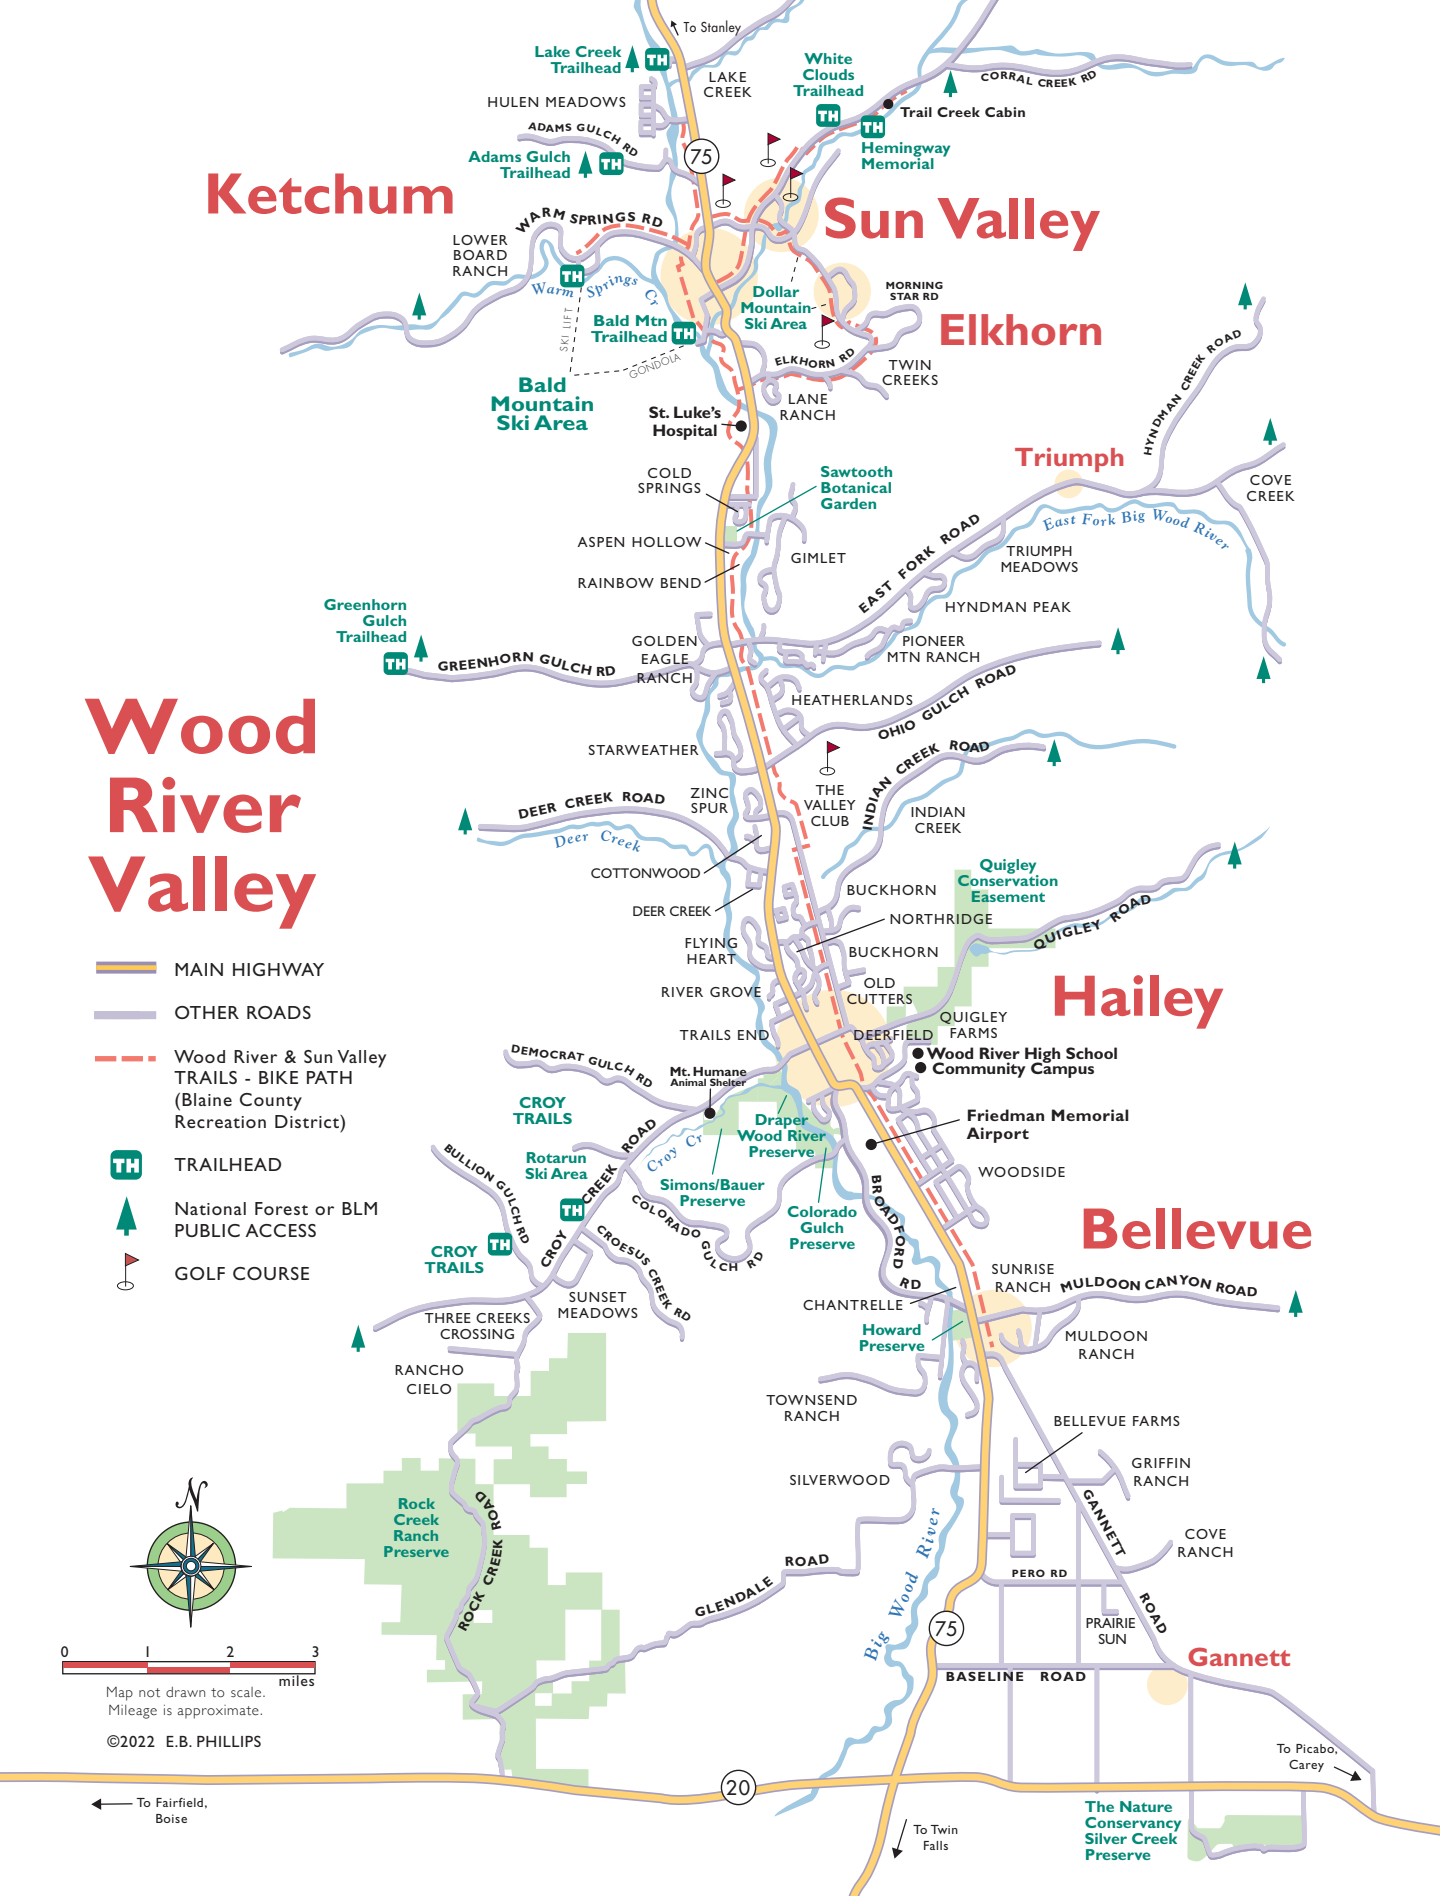 To Stanley
Lake Creek
Trailhead
TH
LAKE
CREEK
HULEN MEADOWS
ADAMS GULCH RD
Adams Gulch
Trailhead
TH
75
White
Clouds
Trailhead
TH
CORRAL CREEK RD
Trail Creek Cabin
TH
Hemingway
Memorial
Ketchum
Sun Valley
WARM SPRINGS RD
LOWER
BOARD
RANCH
TH
Warm Springs Cr
SKI LIFT
GONDOLA
Bald Mtn
Trailhead
TH
Bald
Mountain
Ski Area
Dollar
Mountain
Ski Area
MORNING
STAR RD
Elkhorn
ELKHORN RD
TWIN
CREEKS
LANE
RANCH
St. Luke's
Hospital
HYNDMAN CREEK ROAD
Triumph
COVE
CREEK
COLD
SPRINGS
Sawtooth
Botanical
Garden
ASPEN HOLLOW
GIMLET
RAINBOW BEND
EAST FORK ROAD
East Fork Big Wood River
TRIUMPH
MEADOWS
HYNDMAN PEAK
Greenhorn
Gulch
Trailhead
TH
GREENHORN GULCH RD
GOLDEN
EAGLE
RANCH
PIONEER
MTN RANCH
HEATHERLANDS
OHIO GULCH ROAD
STARWEATHER
Wood
River
Valley
ZINC
SPUR
THE
VALLEY
CLUB
INDIAN CREEK ROAD
INDIAN
CREEK
DEER CREEK ROAD
Deer Creek
COTTONWOOD
DEER CREEK
BUCKHORN
NORTHRIDGE
Quigley
Conservation
Easement
QUIGLEY ROAD
FLYING
HEART
BUCKHORN
RIVER GROVE
OLD
CUTTERS
Hailey
TRAILS END
DEERFIELD
QUIGLEY
FARMS
Wood River High School
Community Campus
MAIN HIGHWAY
OTHER ROADS
Wood River & Sun Valley
TRAILS - BIKE PATH
(Blaine County
Recreation District)
TH
TRAILHEAD
National Forest or BLM
PUBLIC ACCESS
GOLF COURSE
DEMOCRAT GULCH RD
Mt. Humane
Animal Shelter
CROY
TRAILS
Draper
Wood River
Preserve
Friedman Memorial
Airport
WOODSIDE
BULLION GULCH RD
Rotarun
Ski Area
TH
CROY CREEK ROAD
Croy Cr
Simons/Bauer
Preserve
COLORADO GULCH RD
Colorado
Gulch
Preserve
BROADFORD RD
Bellevue
CROY
TRAILS
TH
CROESUS CREEK RD
SUNSET
MEADOWS
THREE CREEKS
CROSSING
SUNRISE
RANCH
MULDOON CANYON ROAD
CHANTRELLE
Howard
Preserve
MULDOON
RANCH
RANCHO
CIELO
TOWNSEND
RANCH
BELLEVUE FARMS
SILVERWOOD
GRIFFIN
RANCH
N
Rock
Creek
Ranch
Preserve
ROCK CREEK ROAD
GANNETT ROAD
COVE
RANCH
GLENDALE ROAD
Big Wood River
PERO RD
PRAIRIE
SUN
75
Gannett
BASELINE ROAD
0 1 2 3
miles
Map not drawn to scale.
Mileage is approximate.
©2022 E.B. PHILLIPS
To Picabo,
Carey
20
To Fairfield,
Boise
To Twin
Falls
The Nature
Conservancy
Silver Creek
Preserve